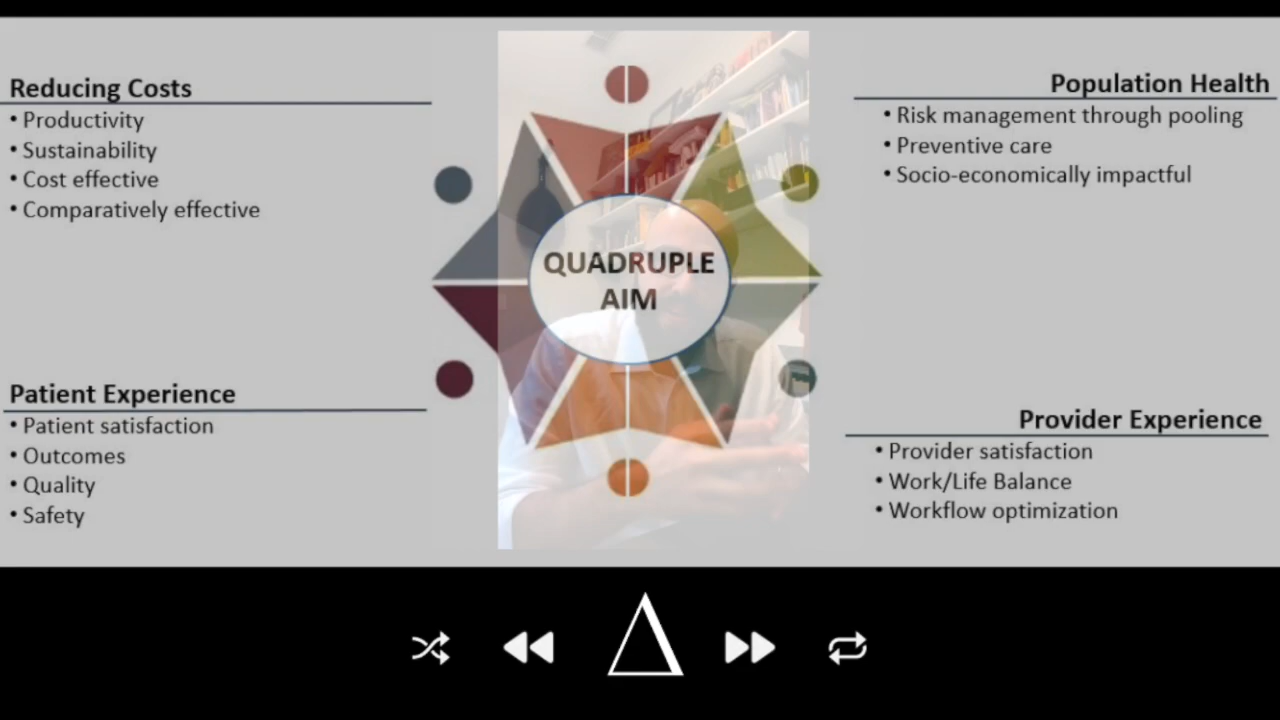 Reducing Costs
• Productivity
• Sustainability
• Cost effective
• Comparatively effective
Patient Experience
• Patient satisfaction
• Outcomes
• Quality
• Safety
QUADRUPLE
AIM
Population Health
• Risk management through pooling
• Preventive care
• Socio-economically impactful
Provider Experience
• Provider satisfaction
• Work/Life Balance
• Workflow optimization